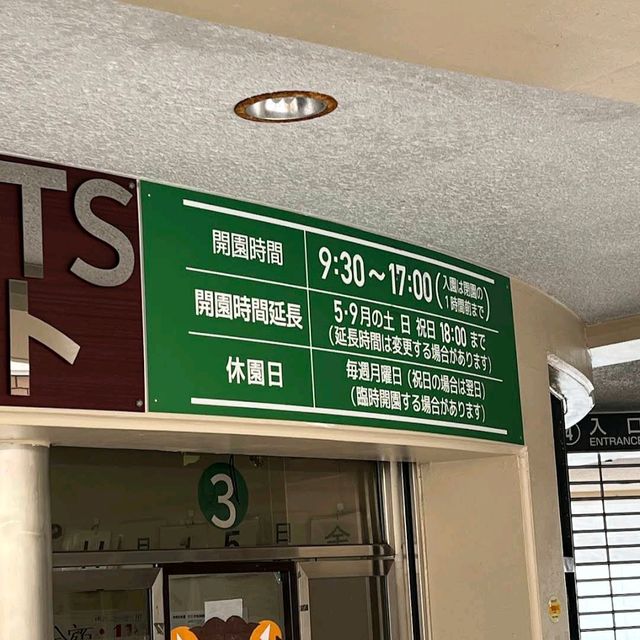 TS
ト
開園時間
9:30～17:00(入園は閉園の
1時間前まで)
開園時間延長
5・9月の土 日 祝日 18:00 まで
(延長時間は変更する場合があります)
休園日
毎週月曜日(祝日の場合は翌日)
(臨時開園する場合があります)
4 入口
ENTRANCE
3